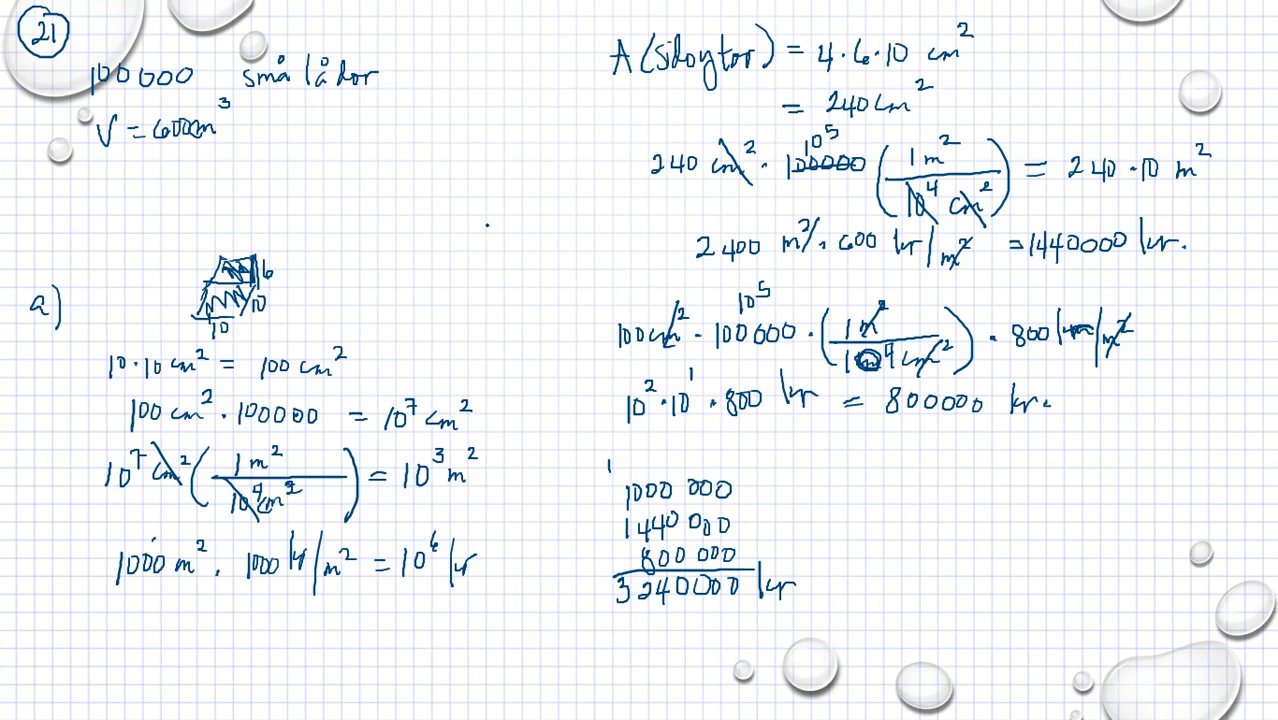 21
100000 små lådor
V = 600cm³
a)
6
10
10
10·10 cm² = 100 cm²
100 cm² · 100000 = 10⁷ cm²
10⁷ cm² (1 m² / 10⁴ cm²) = 10³ m²
1000 m² · 1000 kr/m² = 10⁶ kr
A (sidoytor) = 4·6·10 cm²
= 240 cm²
240 cm² · 100000 10⁵ (1 m² / 10⁴ cm²) = 240·10 m²
2400 m² · 600 kr/m² = 1440000 kr.
100 cm² · 100000 10⁵ · (1 m² / 10⁴ cm²) · 800 kr/m²
10² · 10¹ · 800 kr = 800000 kr.
1
1000 000
1440 000
800 000
3240000 kr